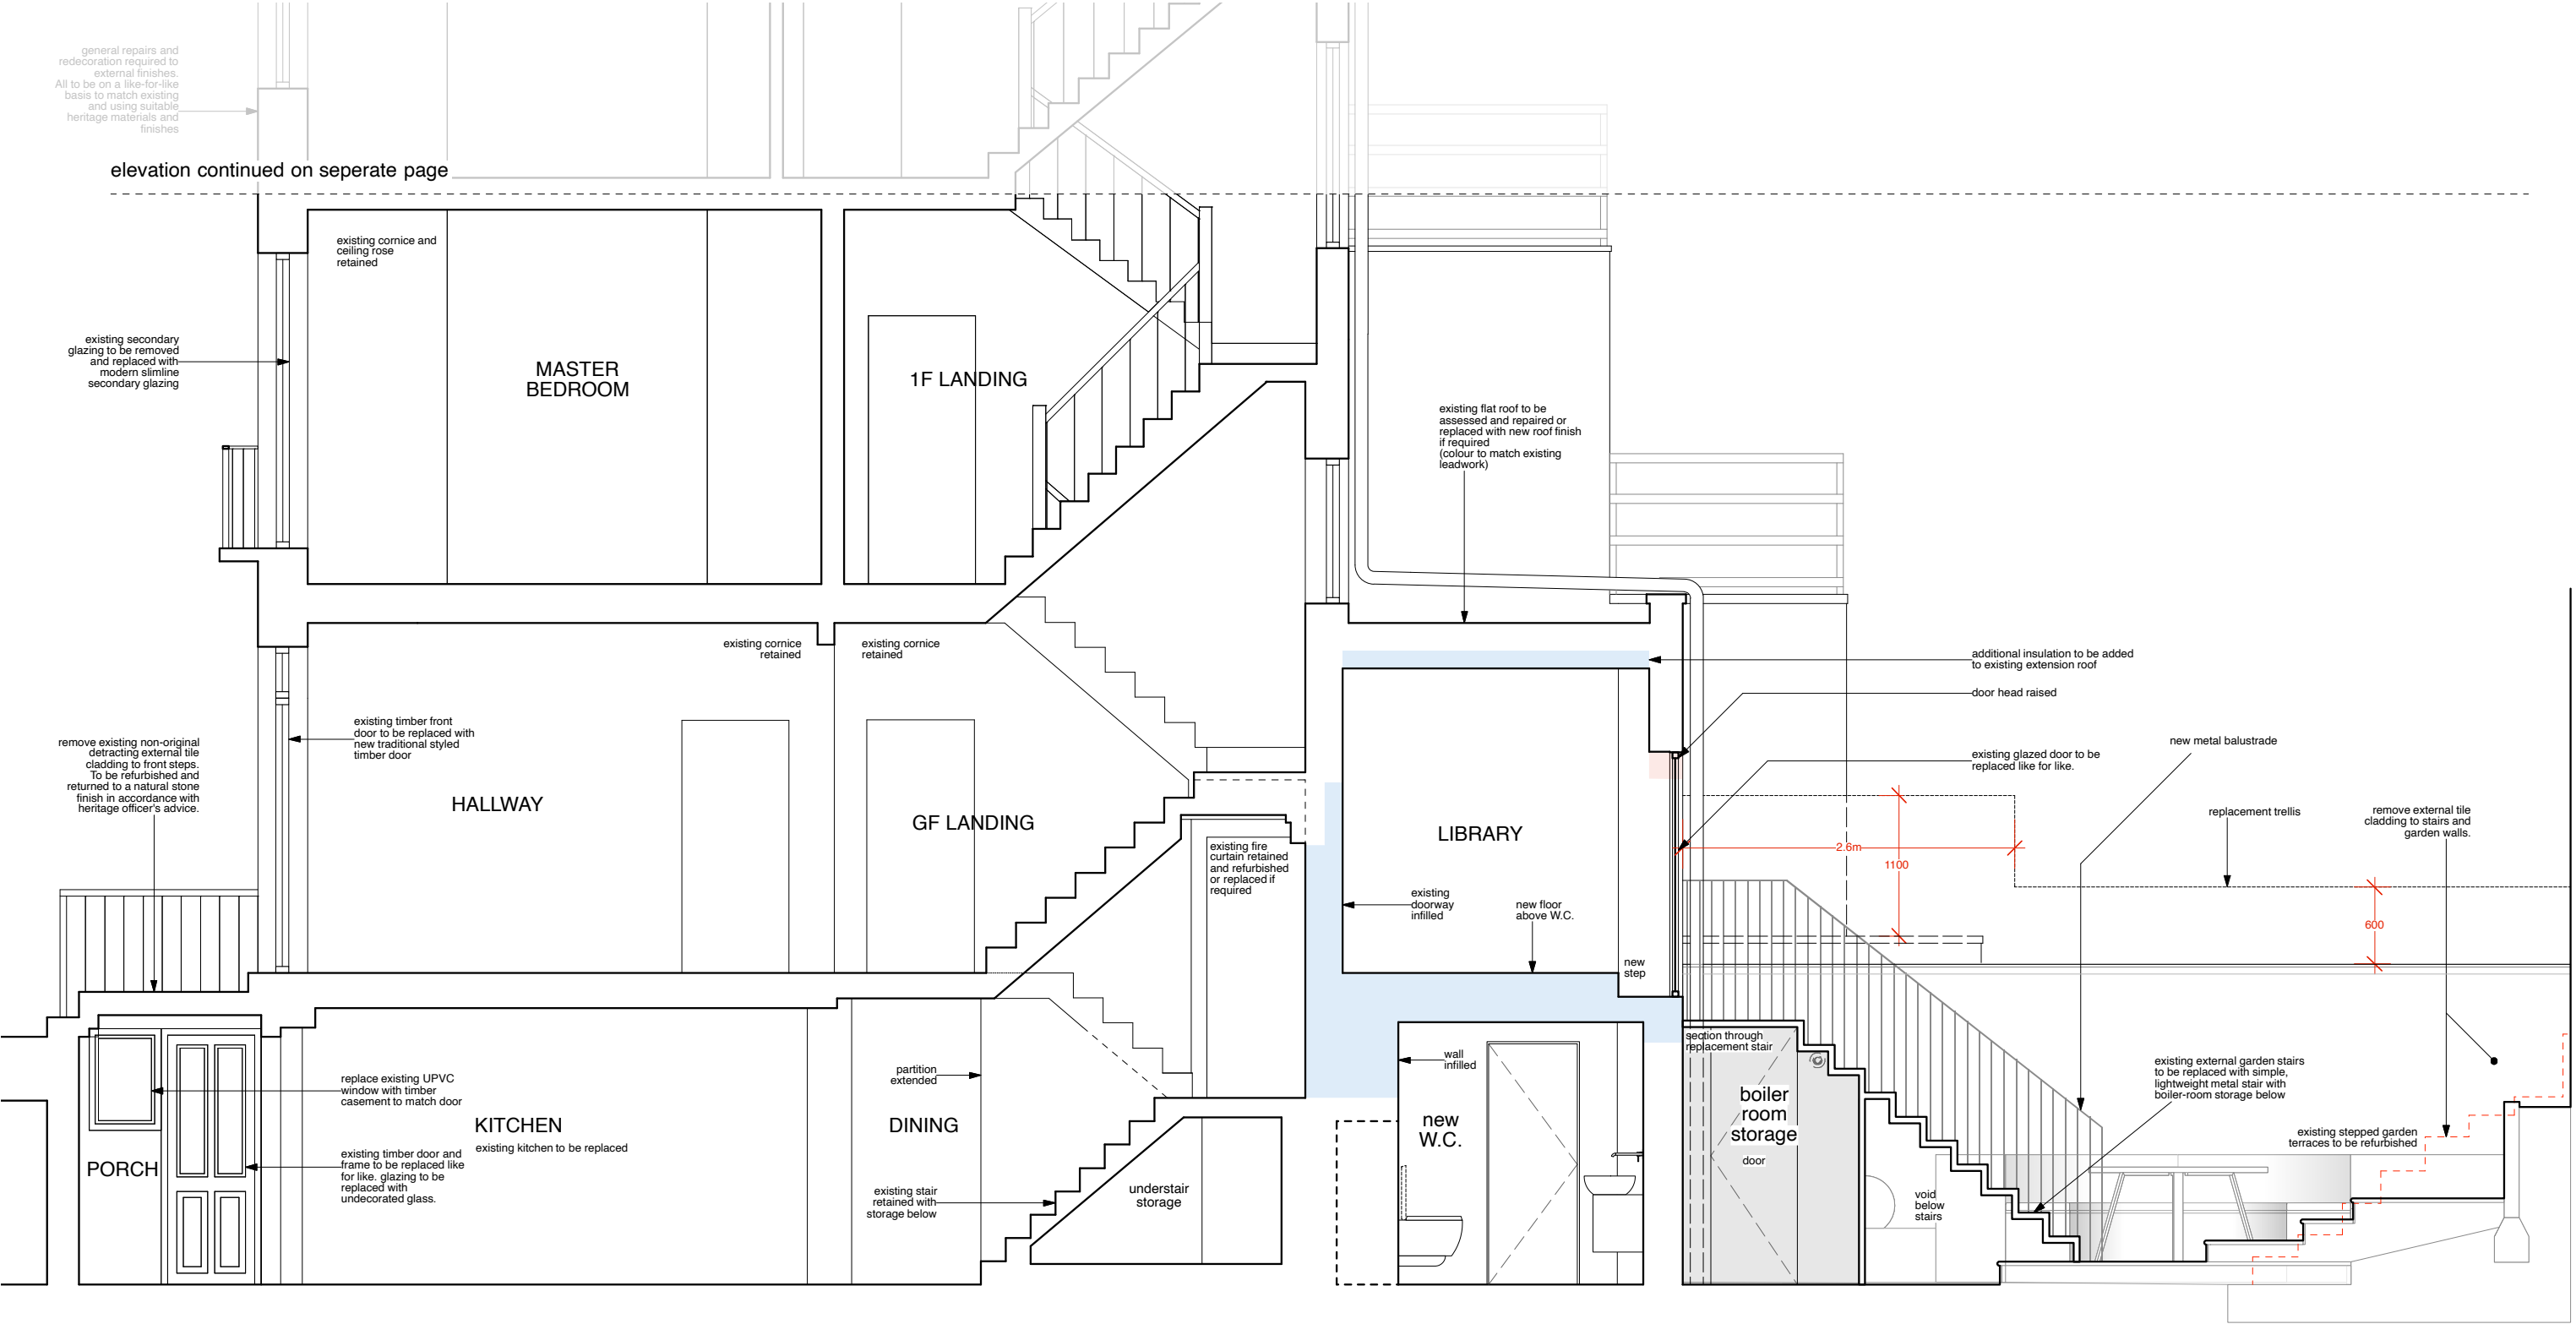 general repairs and
redecoration required to
external finishes.
All to be on a like-for-like
basis to match existing
and using suitable
heritage materials and
finishes
elevation continued on seperate page
existing cornice and
ceiling rose
retained
existing secondary
glazing to be removed
and replaced with
modern slimline
secondary glazing
MASTER
BEDROOM
1F LANDING
existing flat roof to be
assessed and repaired or
replaced with new roof finish
if required
(colour to match existing
leadwork)
existing cornice
retained
existing cornice
retained
additional insulation to be added
to existing extension roof
door head raised
existing timber front
door to be replaced with
new traditional styled
timber door
remove existing non-original
detracting external tile
cladding to front steps.
To be refurbished and
returned to a natural stone
finish in accordance with
heritage officer's advice.
new metal balustrade
existing glazed door to be
replaced like for like.
HALLWAY
GF LANDING
LIBRARY
replacement trellis
remove external tile
cladding to stairs and
garden walls.
existing fire
curtain retained
and refurbished
or replaced if
required
2.6m
1100
existing
doorway
infilled
new floor
above W.C.
600
new
step
section through
replacement stair
wall
infilled
existing external garden stairs
to be replaced with simple,
lightweight metal stair with
boiler-room storage below
partition
extended
replace existing UPVC
window with timber
casement to match door
boiler
room
storage
door
KITCHEN
existing kitchen to be replaced
DINING
new
W.C.
existing stepped garden
terraces to be refurbished
PORCH
existing timber door and
frame to be replaced like
for like. glazing to be
replaced with
undecorated glass.
existing stair
retained with
storage below
understair
storage
void
below
stairs